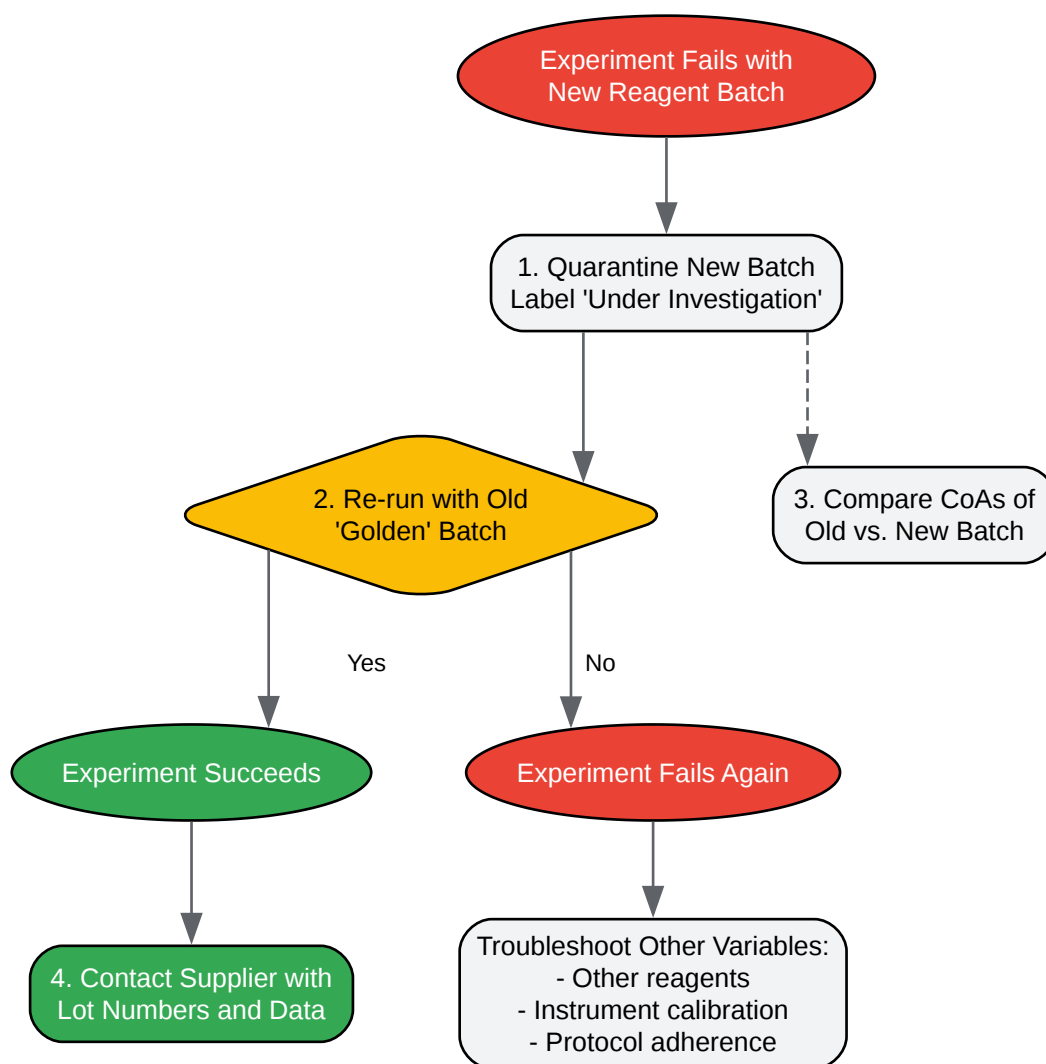 Experiment Fails with
New Reagent Batch
1. Quarantine New Batch
Label 'Under Investigation'
2. Re-run with Old
'Golden' Batch
3. Compare CoAs of
Old vs. New Batch
Yes
No
Experiment Succeeds
Experiment Fails Again
4. Contact Supplier with
Lot Numbers and Data
Troubleshoot Other Variables:
- Other reagents
- Instrument calibration
- Protocol adherence